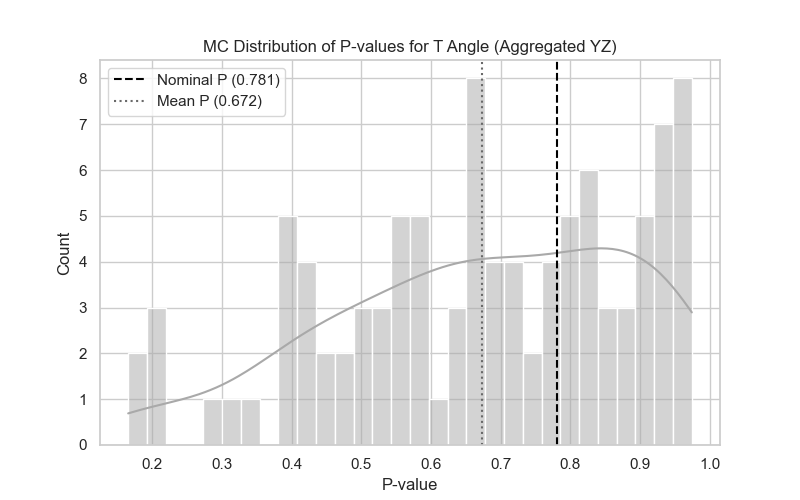 MC Distribution of P-values for T Angle (Aggregated YZ)
Nominal P (0.781)
Mean P (0.672)
8
7
6
5
4
3
2
1
0
Count
0.2 0.3 0.4 0.5 0.6 0.7 0.8 0.9 1.0
P-value